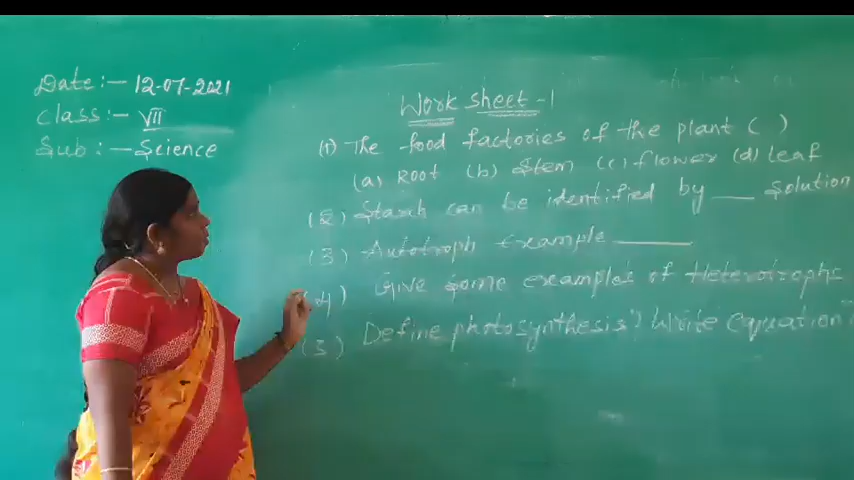 Date :- 12-07-2021
Class :- VII
Sub :- Science
Work Sheet -1
(1) The food factories of the plant ( )
(a) Root (b) Stem (c) flower (d) leaf
(2) Starch can be identified by ___ solution
(3) Autotroph Example ______
(4) Give Some examples of Heterotrophs
(5) Define photosynthesis? Write equation?